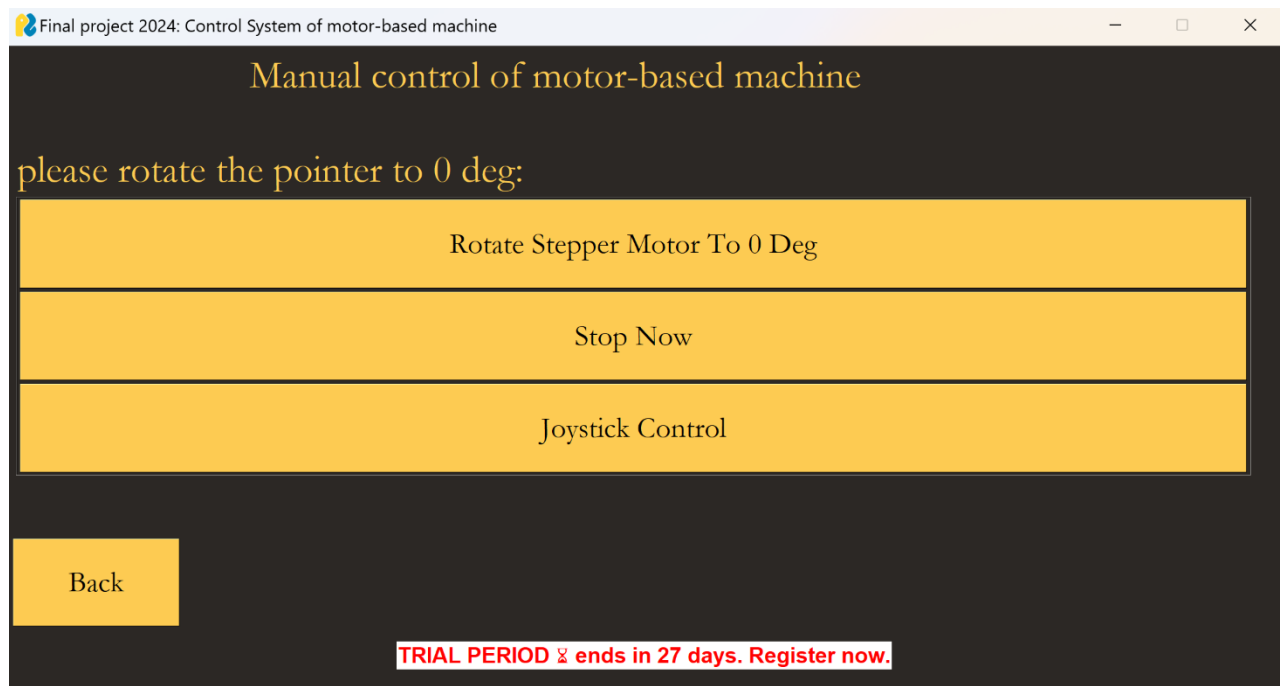 Final project 2024: Control System of motor-based machine
Manual control of motor-based machine
please rotate the pointer to 0 deg:
Rotate Stepper Motor To 0 Deg
Stop Now
Joystick Control
Back
TRIAL PERIOD ⌛ ends in 27 days. Register now.